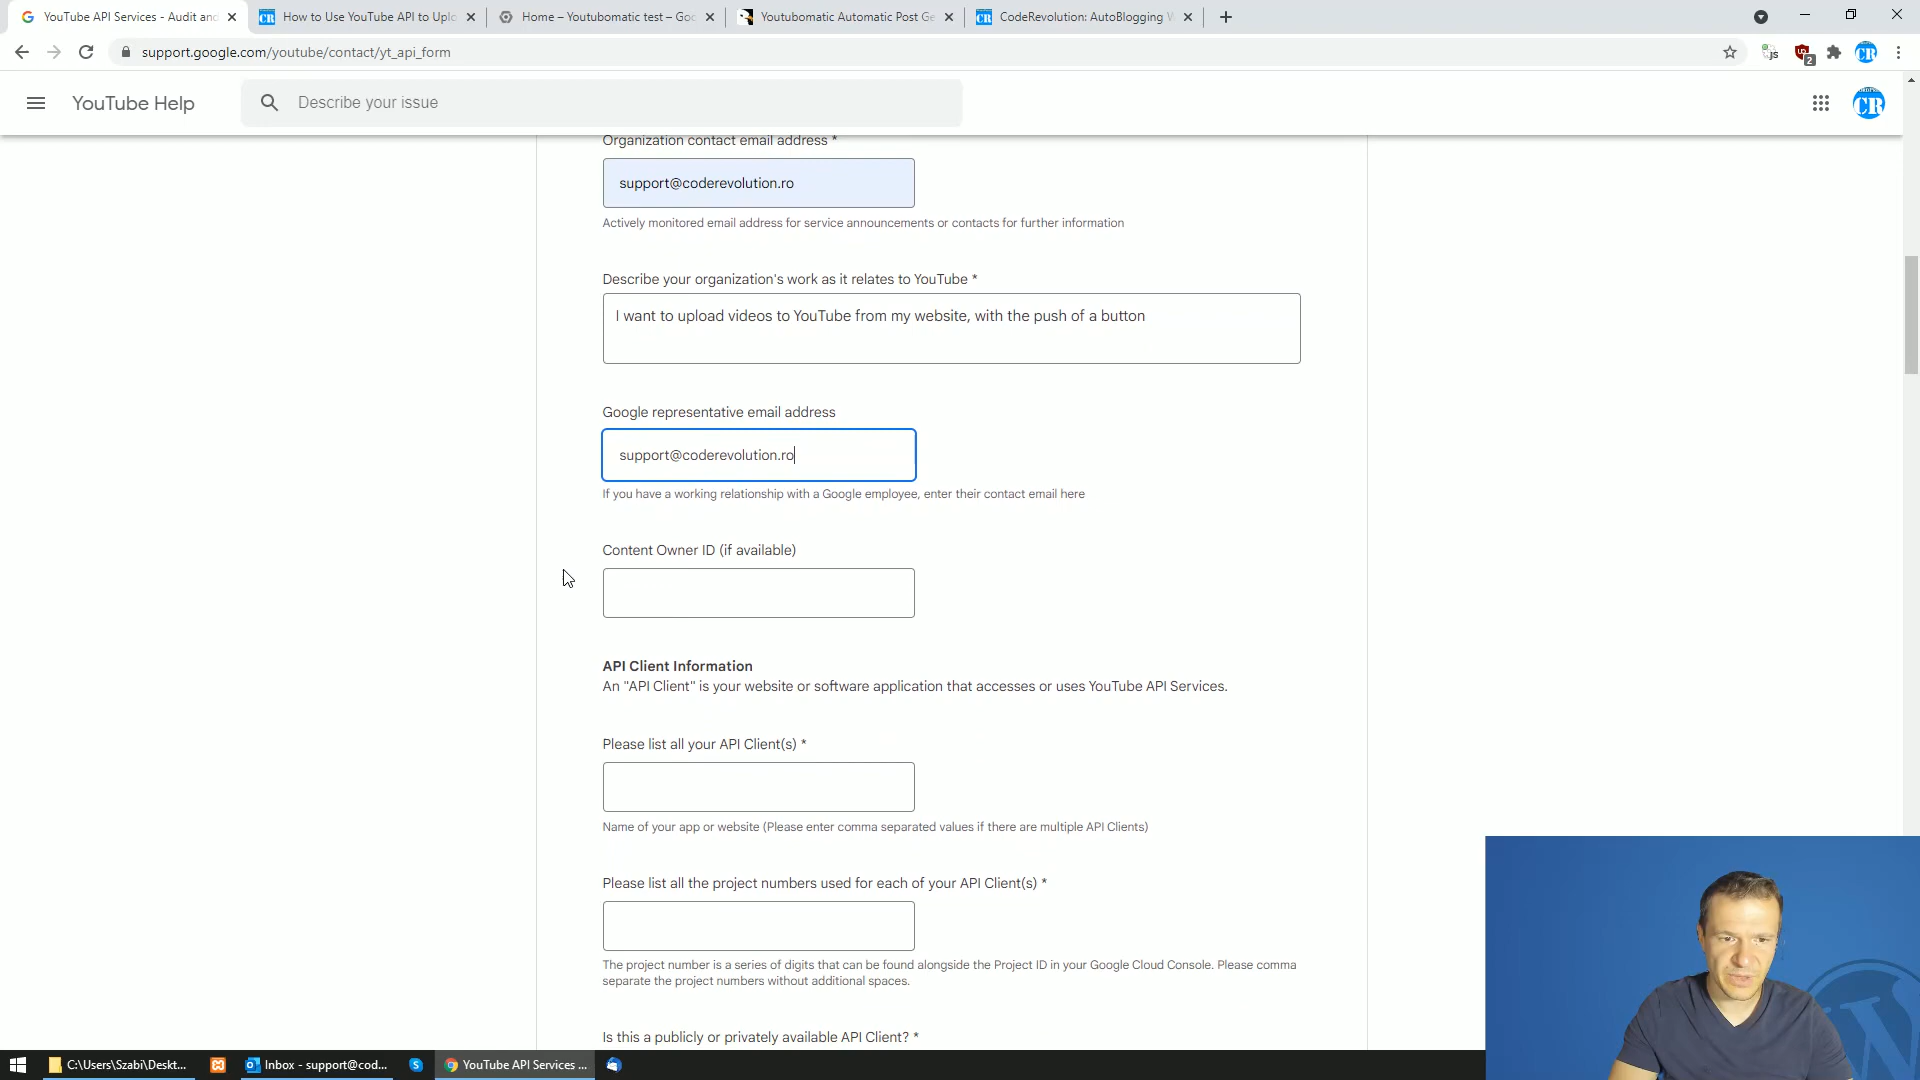 YouTube API Services - Audit and
How to Use YouTube API to Uplo
Home – Youtubomatic test – Goo
Youtubomatic Automatic Post Ge
CodeRevolution: AutoBlogging W
support.google.com/youtube/contact/yt_api_form
YouTube Help
Describe your issue
CR
Organization contact email address *
support@coderevolution.ro
Actively monitored email address for service announcements or contacts for further information
Describe your organization's work as it relates to YouTube *
I want to upload videos to YouTube from my website, with the push of a button
Google representative email address
support@coderevolution.ro
If you have a working relationship with a Google employee, enter their contact email here
Content Owner ID (if available)
API Client Information
An "API Client" is your website or software application that accesses or uses YouTube API Services.
Please list all your API Client(s) *
Name of your app or website (Please enter comma separated values if there are multiple API Clients)
Please list all the project numbers used for each of your API Client(s) *
The project number is a series of digits that can be found alongside the Project ID in your Google Cloud Console. Please comma
separate the project numbers without additional spaces.
Is this a publicly or privately available API Client? *
C:\Users\Szabi\Deskt...
Inbox - support@cod...
YouTube API Services ...